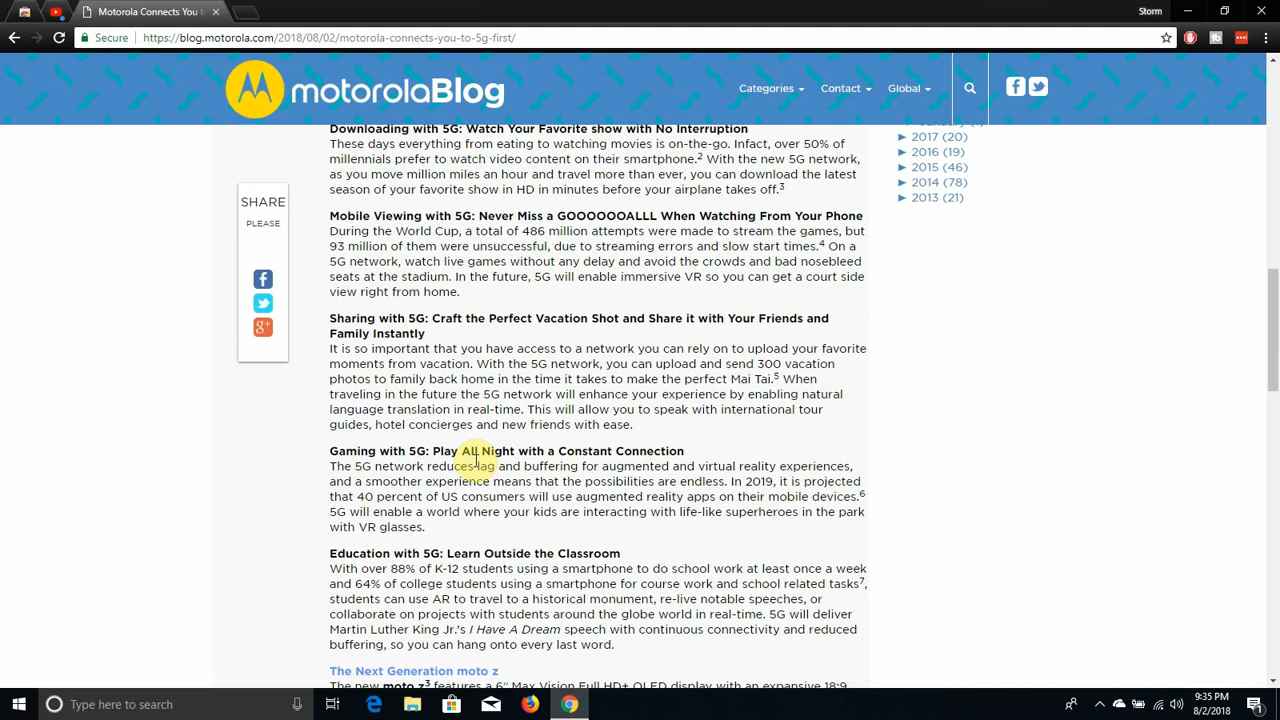 Motorola Connects You to
Storm
Secure
https://blog.motorola.com/2018/08/02/motorola-connects-you-to-5g-first/
motorolaBlog
Categories
Contact
Global
Downloading with 5G: Watch Your Favorite show with No Interruption
These days everything from eating to watching movies is on-the-go. Infact, over 50% of
millennials prefer to watch video content on their smartphone.2 With the new 5G network,
as you move million miles an hour and travel more than ever, you can download the latest
season of your favorite show in HD in minutes before your airplane takes off.3
2017 (20)
2016 (19)
2015 (46)
2014 (78)
2013 (21)
SHARE
PLEASE
Mobile Viewing with 5G: Never Miss a GOOOOOOALLL When Watching From Your Phone
During the World Cup, a total of 486 million attempts were made to stream the games, but
93 million of them were unsuccessful, due to streaming errors and slow start times.4 On a
5G network, watch live games without any delay and avoid the crowds and bad nosebleed
seats at the stadium. In the future, 5G will enable immersive VR so you can get a court side
view right from home.
Sharing with 5G: Craft the Perfect Vacation Shot and Share it with Your Friends and
Family Instantly
It is so important that you have access to a network you can rely on to upload your favorite
moments from vacation. With the 5G network, you can upload and send 300 vacation
photos to family back home in the time it takes to make the perfect Mai Tai.5 When
traveling in the future the 5G network will enhance your experience by enabling natural
language translation in real-time. This will allow you to speak with international tour
guides, hotel concierges and new friends with ease.
Gaming with 5G: Play All Night with a Constant Connection
The 5G network reduces lag and buffering for augmented and virtual reality experiences,
and a smoother experience means that the possibilities are endless. In 2019, it is projected
that 40 percent of US consumers will use augmented reality apps on their mobile devices.6
5G will enable a world where your kids are interacting with life-like superheroes in the park
with VR glasses.
Education with 5G: Learn Outside the Classroom
With over 88% of K-12 students using a smartphone to do school work at least once a week
and 64% of college students using a smartphone for course work and school related tasks7,
students can use AR to travel to a historical monument, re-live notable speeches, or
collaborate on projects with students around the globe world in real-time. 5G will deliver
Martin Luther King Jr.'s I Have A Dream speech with continuous connectivity and reduced
buffering, so you can hang onto every last word.
The Next Generation moto z
The new moto z3 features a 6" Max Vision Full HD+ OLED display with an expansive 18:9
Type here to search
9:35 PM
8/2/2018